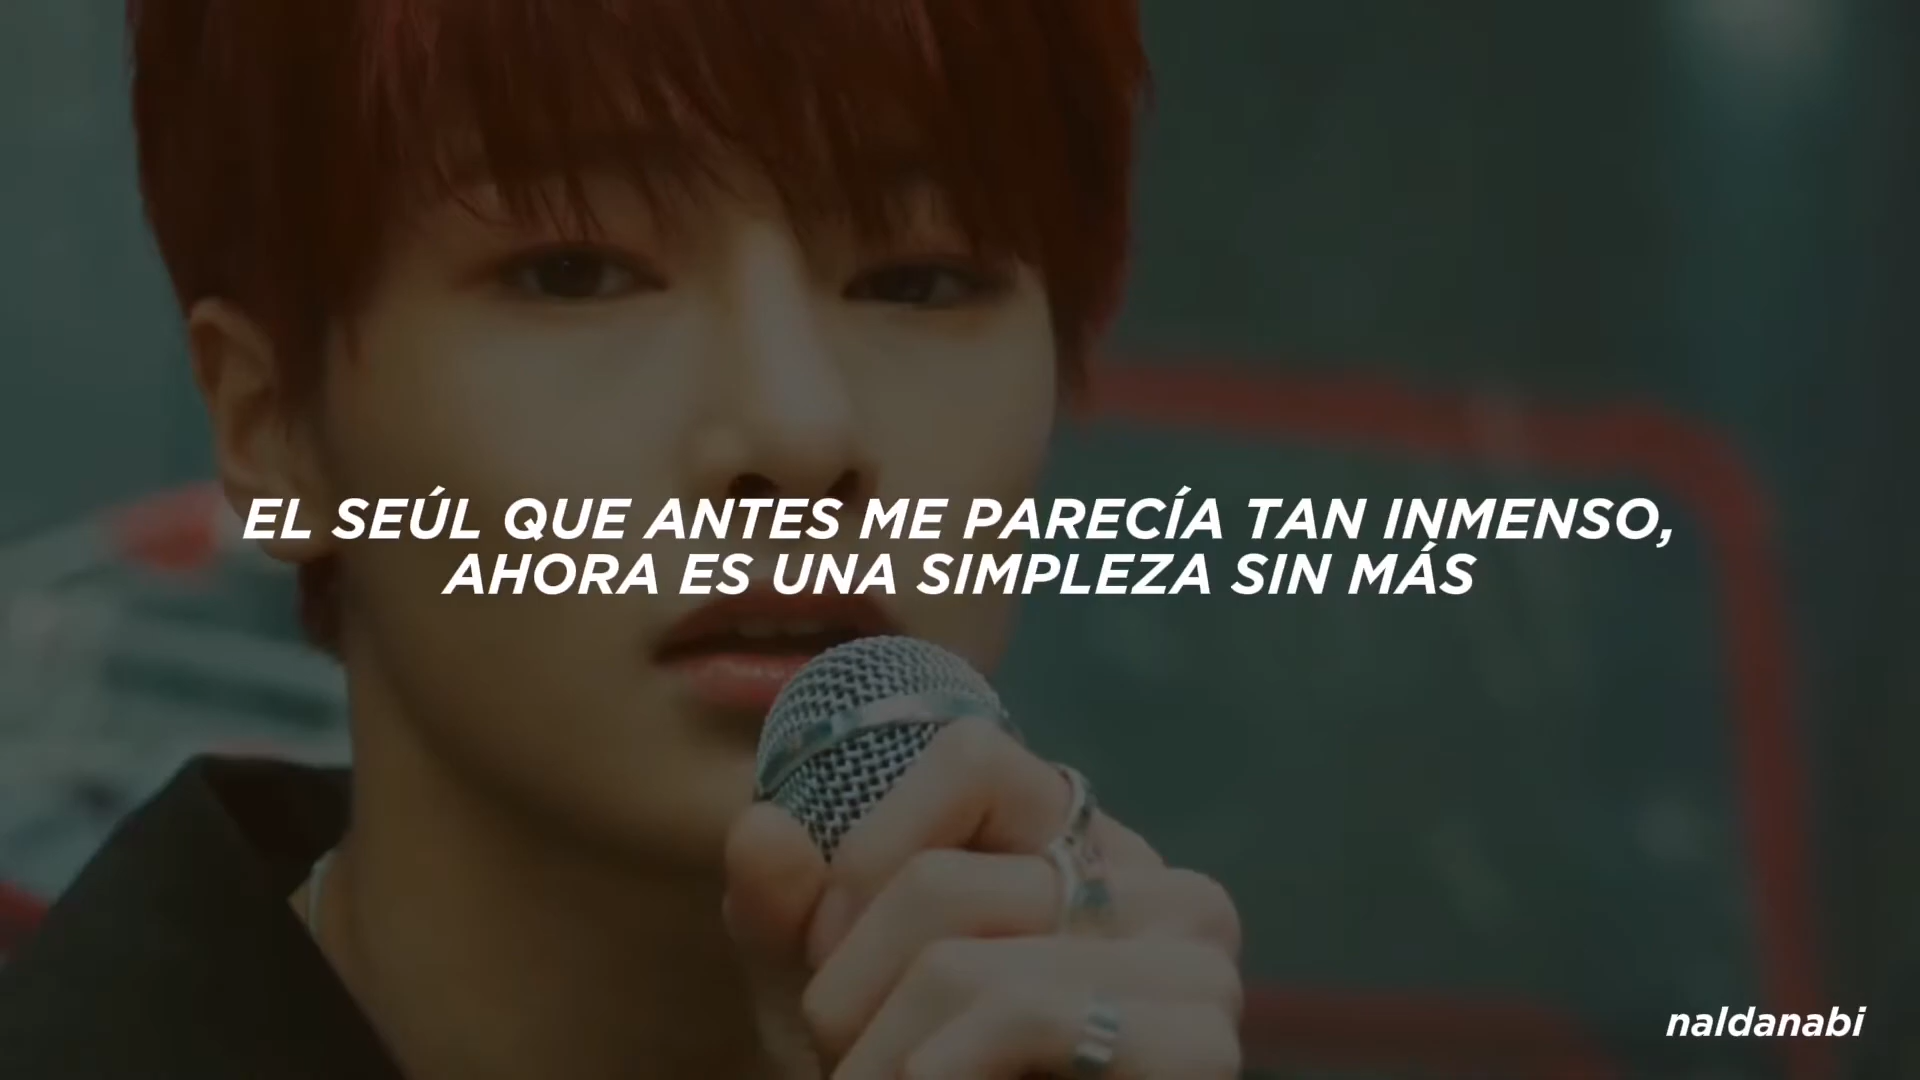 EL SEÚL QUE ANTES ME PARECÍA TAN INMENSO,
AHORA ES UNA SIMPLEZA SIN MÁS
naldanabi